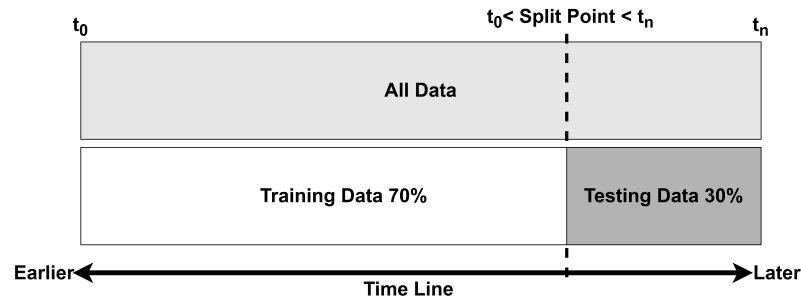 t0< Split Point < tn
t0
tn
All Data
Training Data 70%
Testing Data 30%
Earlier
Later
Time Line